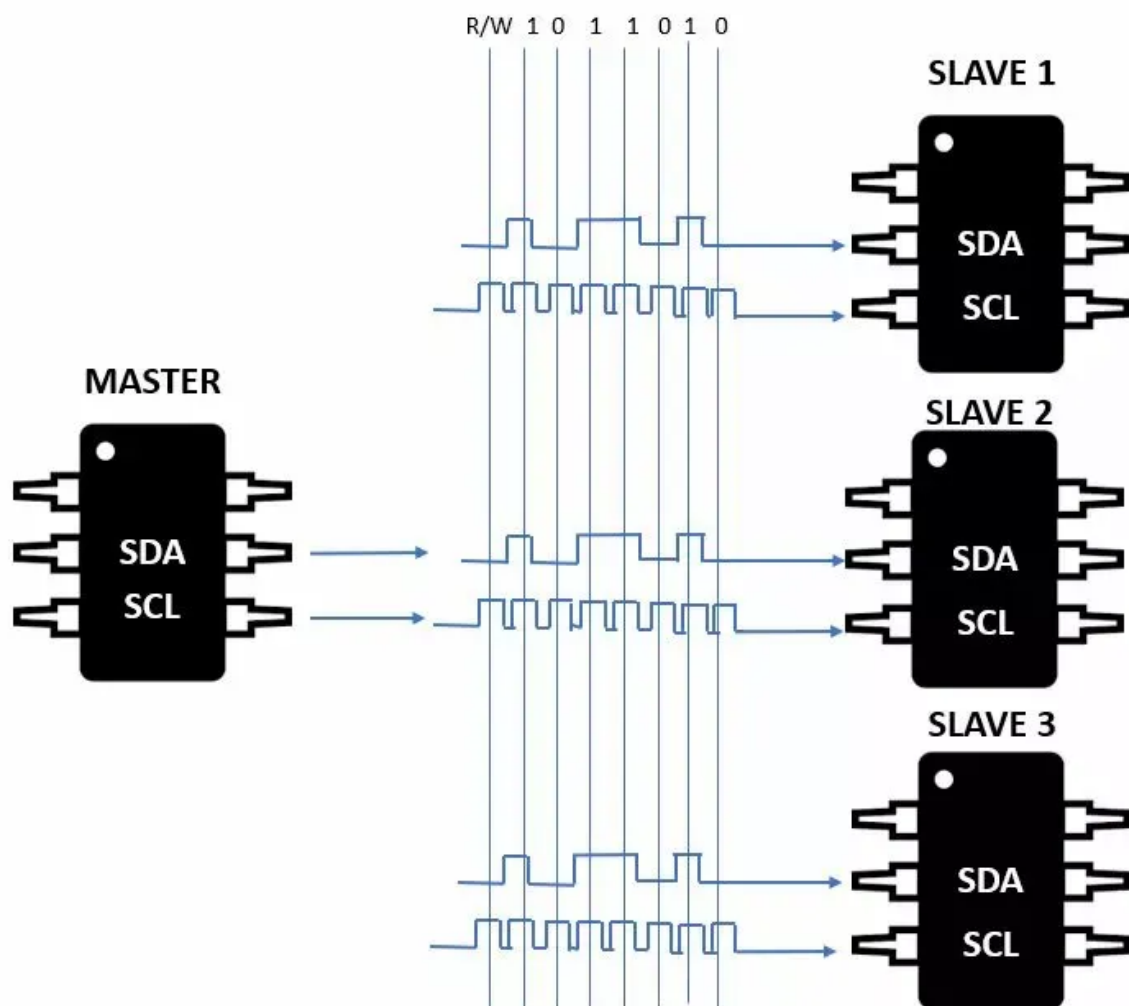 R/W 1 0 1 1 0 1 0
SLAVE 1
SDA
SCL
MASTER
SDA
SCL
SLAVE 2
SDA
SCL
SLAVE 3
SDA
SCL